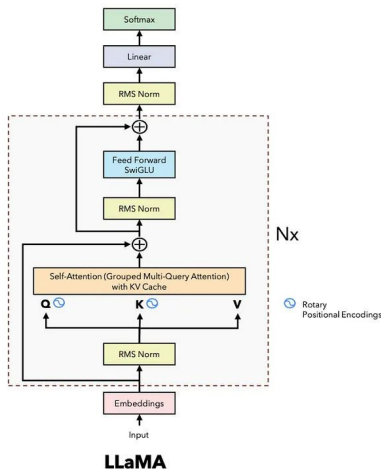 Softmax
Linear
RMS Norm
Feed Forward
SwiGLU
RMS Norm
Nx
Self-Attention (Grouped Multi-Query Attention)
with KV Cache
Q K V
Rotary
Positional Encodings
RMS Norm
Embeddings
Input
LLaMA